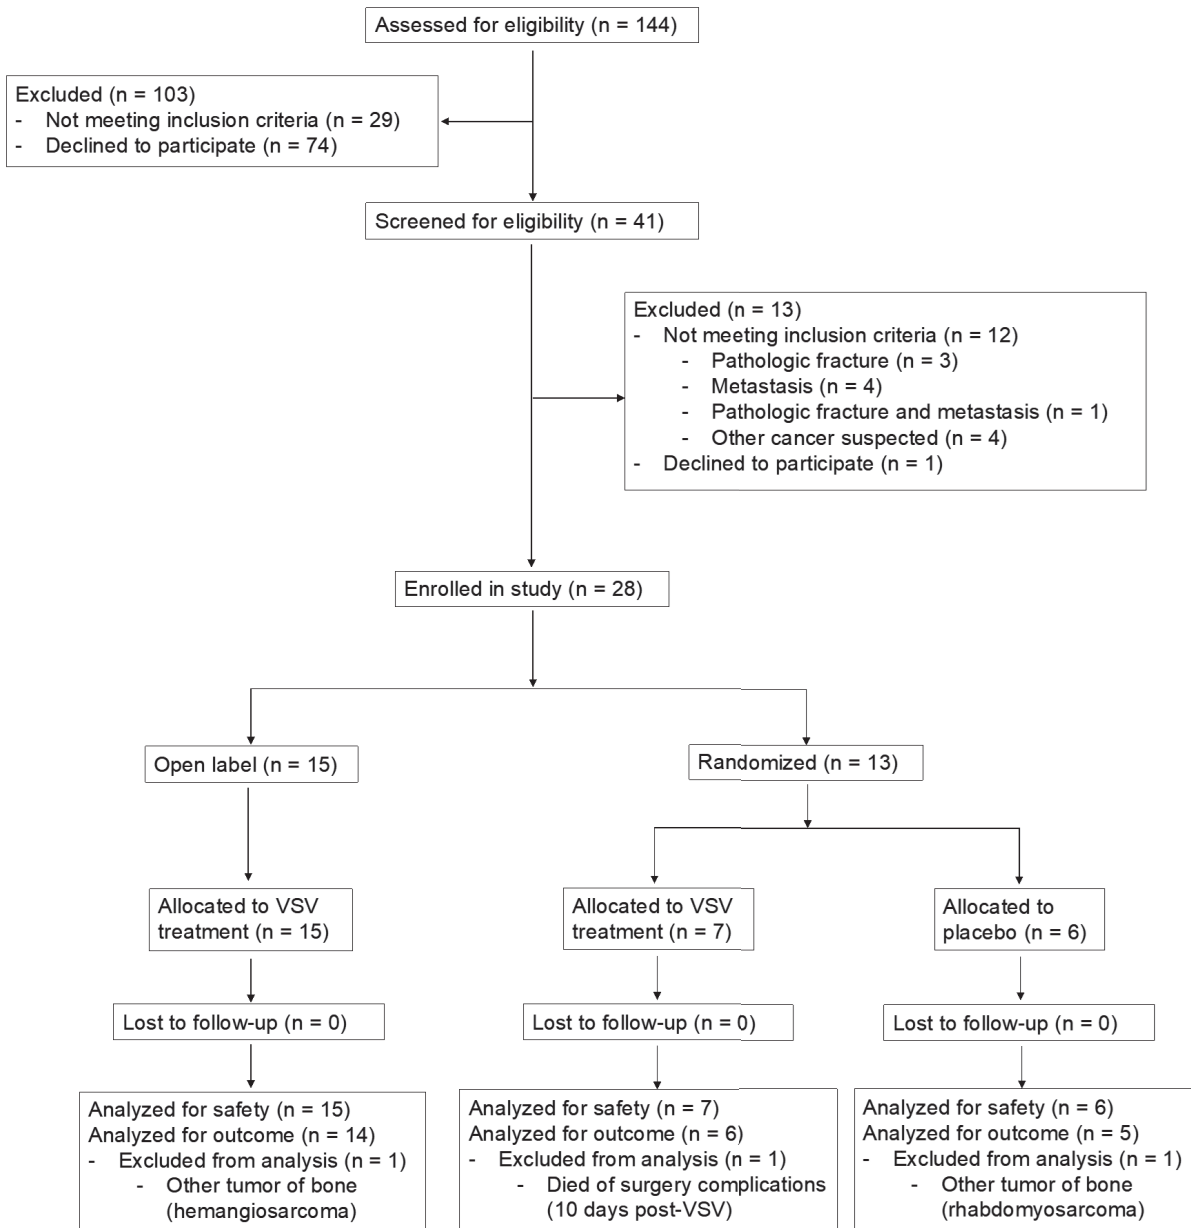 Assessed for eligibility (n = 144)
Excluded (n = 103)
- Not meeting inclusion criteria (n = 29)
- Declined to participate (n = 74)
Screened for eligibility (n = 41)
Excluded (n = 13)
- Not meeting inclusion criteria (n = 12)
- Pathologic fracture (n = 3)
- Metastasis (n = 4)
- Pathologic fracture and metastasis (n = 1)
- Other cancer suspected (n = 4)
- Declined to participate (n = 1)
Enrolled in study (n = 28)
Open label (n = 15)
Randomized (n = 13)
Allocated to VSV
treatment (n = 15)
Allocated to VSV
treatment (n = 7)
Allocated to
placebo (n = 6)
Lost to follow-up (n = 0)
Lost to follow-up (n = 0)
Lost to follow-up (n = 0)
Analyzed for safety (n = 15)
Analyzed for outcome (n = 14)
- Excluded from analysis (n = 1)
- Other tumor of bone
(hemangiosarcoma)
Analyzed for safety (n = 7)
Analyzed for outcome (n = 6)
- Excluded from analysis (n = 1)
- Died of surgery complications
(10 days post-VSV)
Analyzed for safety (n = 6)
Analyzed for outcome (n = 5)
- Excluded from analysis (n = 1)
- Other tumor of bone
(rhabdomyosarcoma)